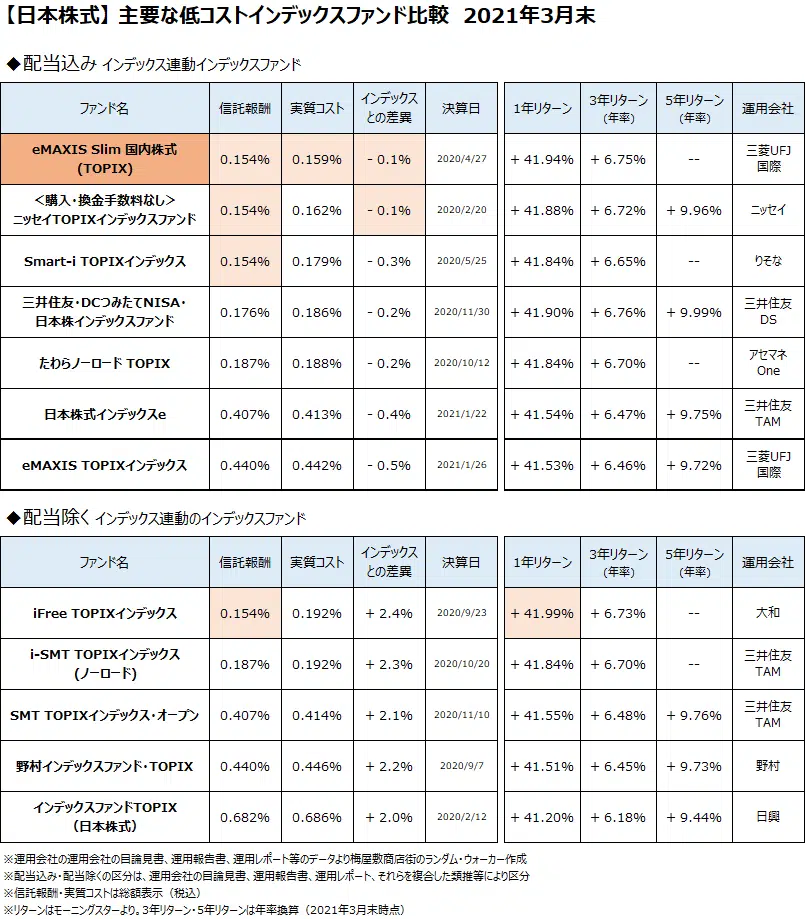 【日本株式】 主要な低コストインデックスファンド比較 2021年3月末
◆配当込み インデックス連動インデックスファンド
ファンド名 信託報酬 実質コスト インデックスとの差異 決算日 1年リターン 3年リターン(年率) 5年リターン(年率) 運用会社
eMAXIS Slim 国内株式(TOPIX) 0.154% 0.159% - 0.1% 2020/4/27 + 41.94% + 6.75% -- 三菱UFJ国際
＜購入・換金手数料なし＞ニッセイTOPIXインデックスファンド 0.154% 0.162% - 0.1% 2020/2/20 + 41.88% + 6.72% + 9.96% ニッセイ
Smart-i TOPIXインデックス 0.154% 0.179% - 0.3% 2020/5/25 + 41.84% + 6.65% -- りそな
三井住友・DCつみたてNISA・日本株インデックスファンド 0.176% 0.186% - 0.2% 2020/11/30 + 41.90% + 6.76% + 9.99% 三井住友DS
たわらノーロード TOPIX 0.187% 0.188% - 0.2% 2020/10/12 + 41.84% + 6.70% -- アセマネOne
日本株式インデックスe 0.407% 0.413% - 0.4% 2021/1/22 + 41.54% + 6.47% + 9.75% 三井住友TAM
eMAXIS TOPIXインデックス 0.440% 0.442% - 0.5% 2021/1/26 + 41.53% + 6.46% + 9.72% 三菱UFJ国際
◆配当除く インデックス連動のインデックスファンド
ファンド名 信託報酬 実質コスト インデックスとの差異 決算日 1年リターン 3年リターン(年率) 5年リターン(年率) 運用会社
iFree TOPIXインデックス 0.154% 0.192% + 2.4% 2020/9/23 + 41.99% + 6.73% -- 大和
i-SMT TOPIXインデックス(ノーロード) 0.187% 0.192% + 2.3% 2020/10/20 + 41.84% + 6.70% -- 三井住友TAM
SMT TOPIXインデックス・オープン 0.407% 0.414% + 2.1% 2020/11/10 + 41.55% + 6.48% + 9.76% 三井住友TAM
野村インデックスファンド・TOPIX 0.440% 0.446% + 2.2% 2020/9/7 + 41.51% + 6.45% + 9.73% 野村
インデックスファンドTOPIX（日本株式） 0.682% 0.686% + 2.0% 2020/2/12 + 41.20% + 6.18% + 9.44% 日興
※運用会社の運用会社の目論見書、運用報告書、運用レポート等のデータより梅屋敷商店街のランダム・ウォーカー作成
※配当込み・配当除くの区分は、運用会社の目論見書、運用報告書、運用レポート、それらを複合した類推等により区分
※信託報酬・実質コストは総額表示（税込）
※リターンはモーニングスターより。3年リターン・5年リターンは年率換算（2021年3月末時点）